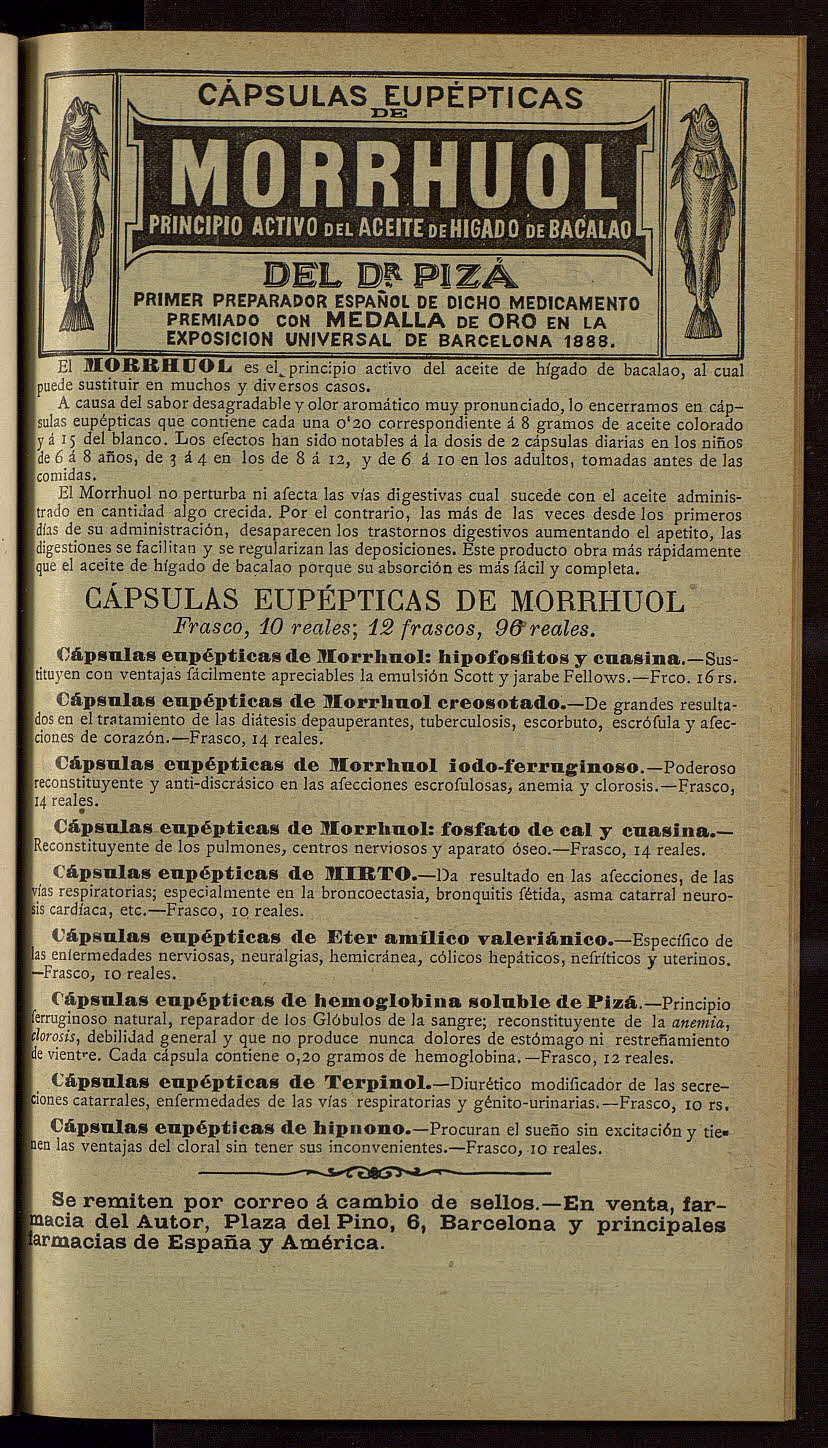 CÁPSULAS EUPÉPTICAS
DE
MORRHUOL
PRINCIPIO ACTIVO DEL ACEITE DE HIGADO DE BACALAO
DEL DR. PIZÁ
PRIMER PREPARADOR ESPAÑOL DE DICHO MEDICAMENTO
PREMIADO CON MEDALLA DE ORO EN LA
EXPOSICION UNIVERSAL DE BARCELONA 1888.
El MORRHUOL es el principio activo del aceite de hígado de bacalao, al cual
puede sustituir en muchos y diversos casos.
A causa del sabor desagradable y olor aromático muy pronunciado, lo encerramos en cáp-
sulas eupépticas que contiene cada una 0‘20 correspondiente á 8 gramos de aceite colorado
y á 15 del blanco. Los efectos han sido notables á la dosis de 2 cápsulas diarias en los niños
de 6 á 8 años, de 3 á 4 en los de 8 á 12, y de 6 á 10 en los adultos, tomadas antes de las
comidas.
El Morrhuol no perturba ni afecta las vías digestivas cual sucede con el aceite adminis-
trado en cantidad algo crecida. Por el contrario, las más de las veces desde los primeros
días de su administración, desaparecen los trastornos digestivos aumentando el apetito, las
digestiones se facilitan y se regularizan las deposiciones. Este producto obra más rápidamente
que el aceite de hígado de bacalao porque su absorción es más fácil y completa.
CÁPSULAS EUPÉPTICAS DE MORRHUOL
Frasco, 10 reales; 12 frascos, 96 reales.
Cápsulas eupépticas de Morrhuol: hipofosfitos y cuasina.—Sus-
tituyen con ventajas fácilmente apreciables la emulsión Scott y jarabe Fellows.—Frco. 16 rs.
Cápsulas eupépticas de Morrhuol creosotado.—De grandes resulta-
dos en el tratamiento de las diátesis depauperantes, tuberculosis, escorbuto, escrófula y afec-
ciones de corazón.—Frasco, 14 reales.
Cápsulas eupépticas de Morrhuol iodo-ferruginoso.—Poderoso
reconstituyente y anti-discrásico en las afecciones escrofulosas, anemia y clorosis.—Frasco,
14 reales.
Cápsulas eupépticas de Morrhuol: fosfato de cal y cuasina.—
Reconstituyente de los pulmones, centros nerviosos y aparato óseo.—Frasco, 14 reales.
Cápsulas eupépticas de MIRTO.—Da resultado en las afecciones, de las
vías respiratorias; especialmente en la broncoectasia, bronquitis fétida, asma catarral neuro-
sis cardíaca, etc.—Frasco, 10 reales.
Cápsulas eupépticas de Eter amílico valeriánico.—Específico de
las enfermedades nerviosas, neuralgias, hemicránea, cólicos hepáticos, nefríticos y uterinos.
—Frasco, 10 reales.
Cápsulas eupépticas de hemoglobina soluble de Pizá.—Principio
ferruginoso natural, reparador de los Glóbulos de la sangre; reconstituyente de la anemia,
clorosis, debilidad general y que no produce nunca dolores de estómago ni restreñamiento
de vientre. Cada cápsula contiene 0,20 gramos de hemoglobina.—Frasco, 12 reales.
Cápsulas eupépticas de Terpinol.—Diurético modificador de las secre-
ciones catarrales, enfermedades de las vías respiratorias y génito-urinarias.—Frasco, 10 rs.
Cápsulas eupépticas de hipnono.—Procuran el sueño sin excitación y tie-
nen las ventajas del cloral sin tener sus inconvenientes.—Frasco, 10 reales.
Se remiten por correo á cambio de sellos.—En venta, far-
macia del Autor, Plaza del Pino, 6, Barcelona y principales
farmacias de España y América.